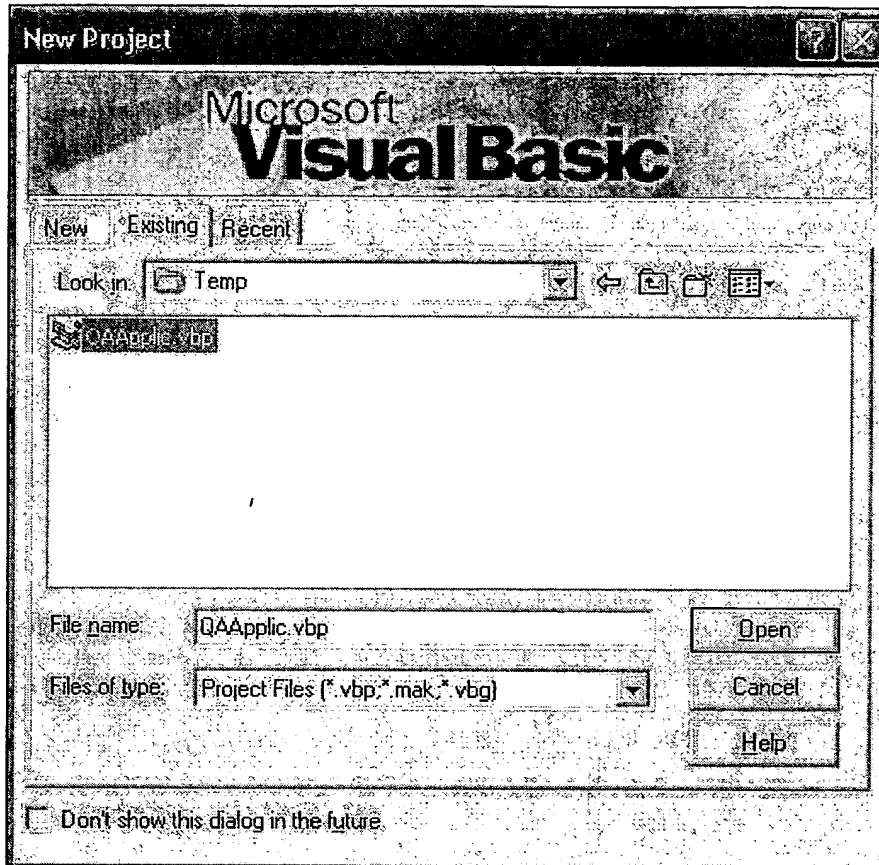 New Project
Microsoft
Visual Basic
New Existing Recent
Look in: Temp
QAApplic.vbp
File name: QAApplic.vbp Open
Files of type: Project Files (*.vbp;*.mak;*.vbg) Cancel
Help
Don't show this dialog in the future